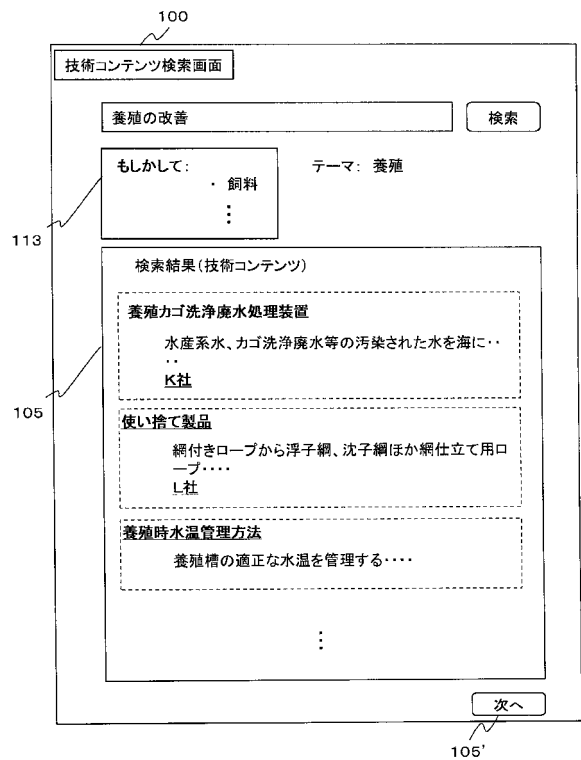 100
技術コンテンツ検索画面
養殖の改善 検索
もしかして: テーマ: 養殖
・ 飼料
113
検索結果(技術コンテンツ)
養殖カゴ洗浄廃水処理装置
水産系水、カゴ洗浄廃水等の汚染された水を海に・・
・・
K社
105
使い捨て製品
網付きロープから浮子綱、沈子綱ほか網仕立て用ロ
ープ・・・・
L社
養殖時水温管理方法
養殖槽の適正な水温を管理する・・・・
次へ
105'